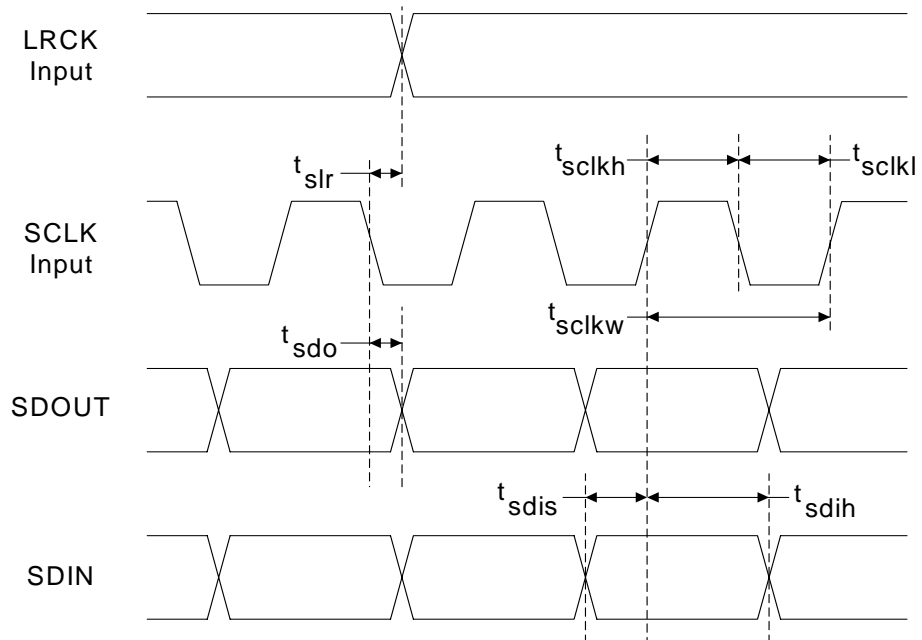 LRCK
Input
t slr
t sclkh
t sclkl
SCLK
Input
t sclkw
t sdo
SDOUT
t sdis
t sdih
SDIN